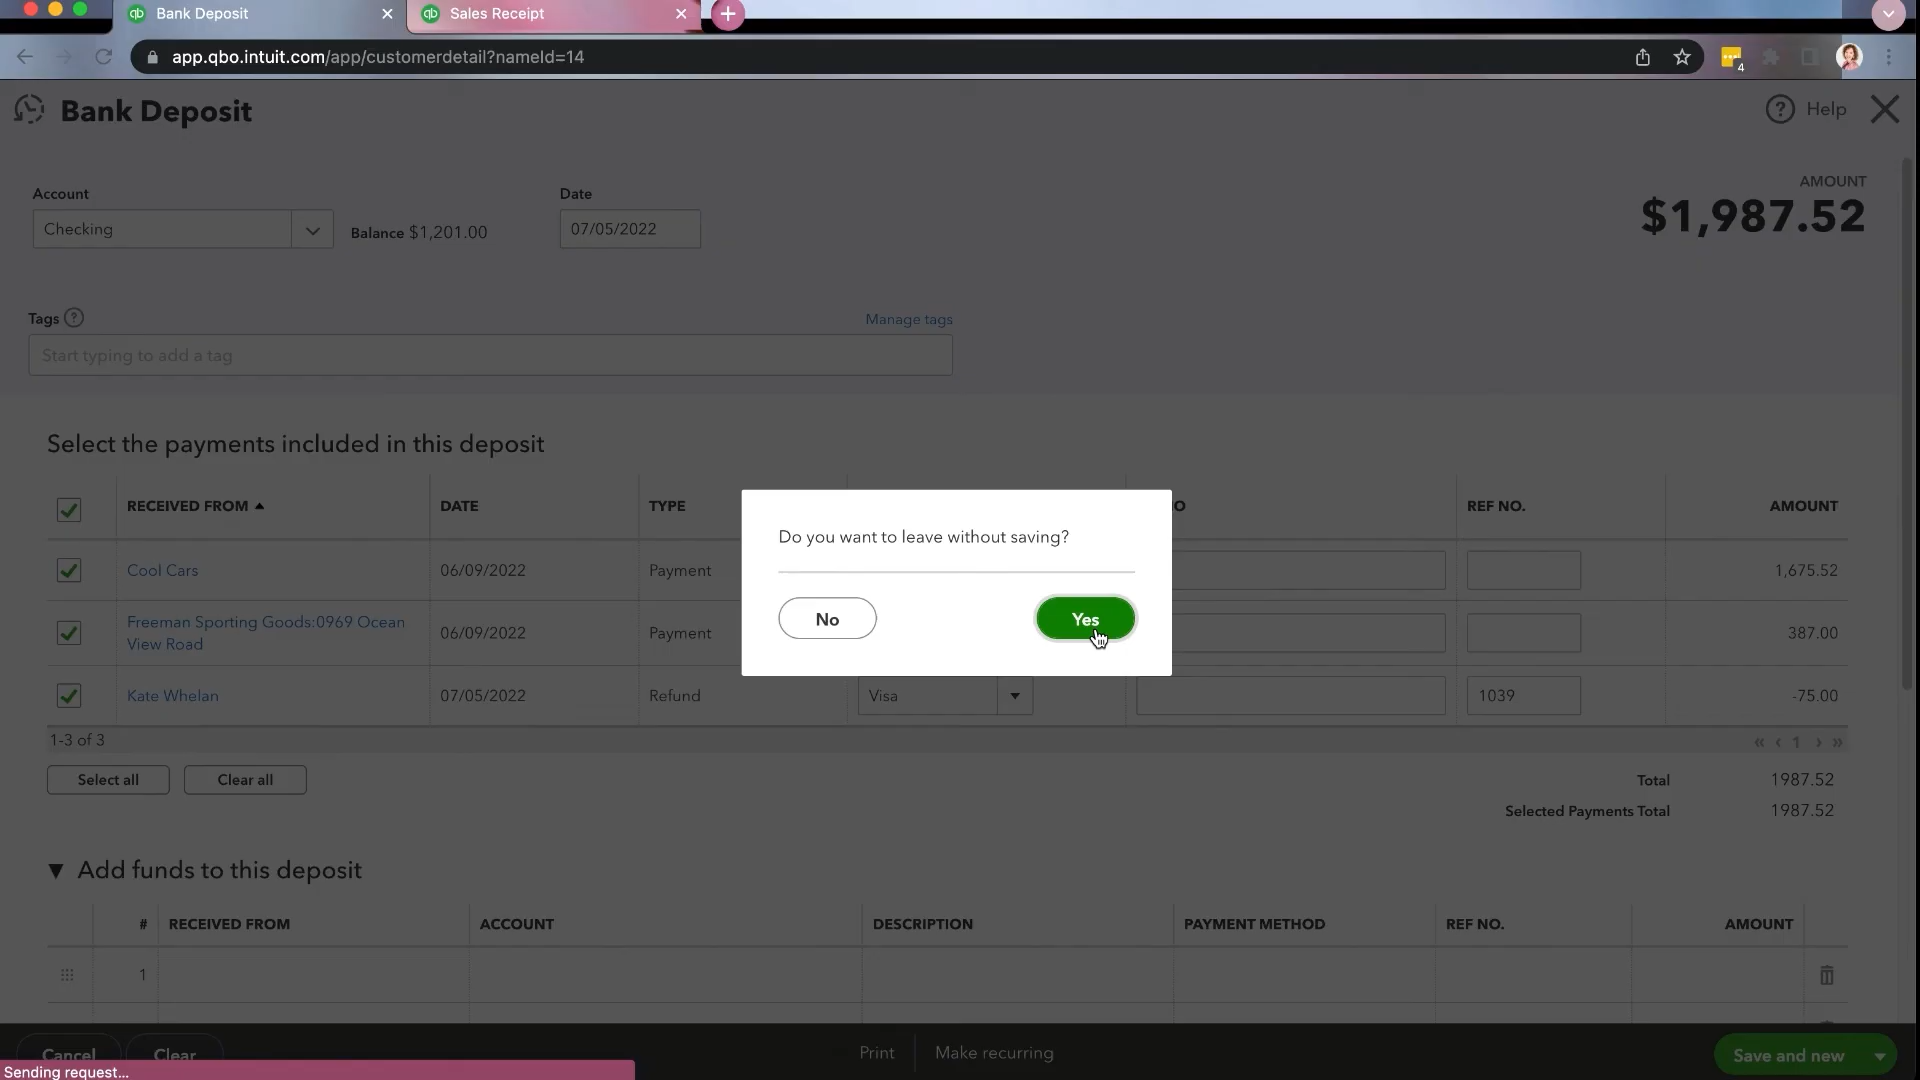 Bank Deposit
Sales Receipt
app.qbo.intuit.com/app/customerdetail?nameId=14
4
Bank Deposit
Help
Account
Date
AMOUNT
Checking
Balance $1,201.00
07/05/2022
$1,987.52
Tags
Manage tags
Start typing to add a tag
Select the payments included in this deposit
RECEIVED FROM
DATE
TYPE
O
REF NO.
AMOUNT
Do you want to leave without saving?
No
Yes
Cool Cars
06/09/2022
Payment
1,675.52
Freeman Sporting Goods:0969 Ocean
View Road
06/09/2022
Payment
387.00
Kate Whelan
07/05/2022
Refund
Visa
1039
-75.00
1-3 of 3
« ‹ 1 › »
Select all
Clear all
Total
1987.52
Selected Payments Total
1987.52
Add funds to this deposit
#
RECEIVED FROM
ACCOUNT
DESCRIPTION
PAYMENT METHOD
REF NO.
AMOUNT
1
Cancel
Clear
Print
Make recurring
Save and new
Sending request...